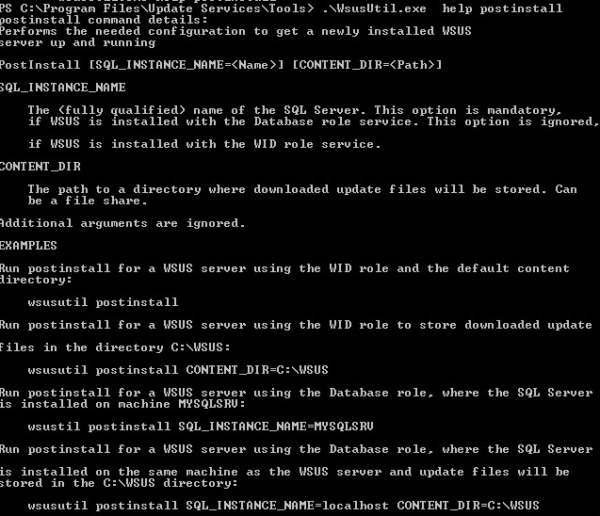 PS C:\Program Files\Update Services\Tools> .\WsusUtil.exe  help postinstall
postinstall command details:
Performs the needed configuration to get a newly installed WSUS
server up and running
PostInstall [SQL_INSTANCE_NAME=<Name>] [CONTENT_DIR=<Path>]
SQL_INSTANCE_NAME
The (fully qualified) name of the SQL Server. This option is mandatory,
if WSUS is installed with the Database role service. This option is ignored,
if WSUS is installed with the WID role service.
CONTENT_DIR
The path to a directory where downloaded update files will be stored. Can
be a file share.
Additional arguments are ignored.
EXAMPLES
Run postinstall for a WSUS server using the WID role and the default content
directory:
wsusutil postinstall
Run postinstall for a WSUS server using the WID role to store downloaded update
files in the directory C:\WSUS:
wsusutil postinstall CONTENT_DIR=C:\WSUS
Run postinstall for a WSUS server using the Database role, where the SQL Server
is installed on machine MYSQLSRV:
wsustil postinstall SQL_INSTANCE_NAME=MYSQLSRV
Run postinstall for a WSUS server using the Database role, where the SQL Server
is installed on the same machine as the WSUS server and update files will be
stored in the C:\WSUS directory:
wsusutil postinstall SQL_INSTANCE_NAME=localhost CONTENT_DIR=C:\WSUS